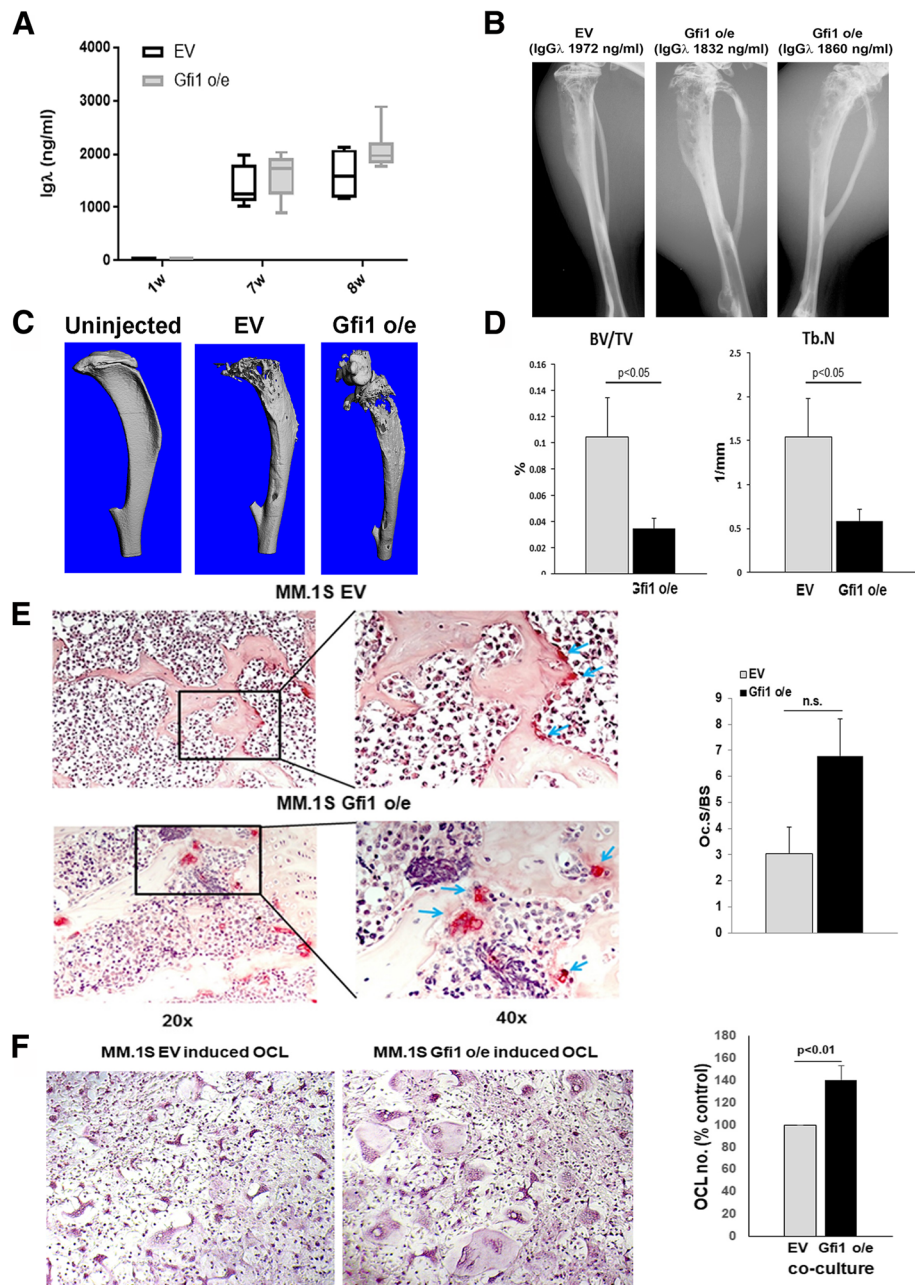 A
4000
3000
2000
1000
0
Igλ (ng/ml)
EV
Gfi1 o/e
1w
7w
8w
B
EV
(IgGλ 1972 ng/ml)
Gfi1 o/e
(IgGλ 1832 ng/ml)
Gfi1 o/e
(IgGλ 1860 ng/ml)
C
Uninjected
EV
Gfi1 o/e
D
BV/TV
0.16
0.14
0.12
0.1
0.08
0.06
0.04
0.02
0
%
p<0.05
Gfi1 o/e
Tb.N
2.5
2
1.5
1
0.5
0
1/mm
p<0.05
EV
Gfi1 o/e
E
MM.1S EV
MM.1S Gfi1 o/e
20x
40x
EV
Gfi1 o/e
9
8
7
6
5
4
3
2
1
0
Oc.S/BS
n.s.
F
MM.1S EV induced OCL
MM.1S Gfi1 o/e induced OCL
180
160
140
120
100
80
60
40
20
0
OCL no. (% control)
p<0.01
EV
Gfi1 o/e
co-culture